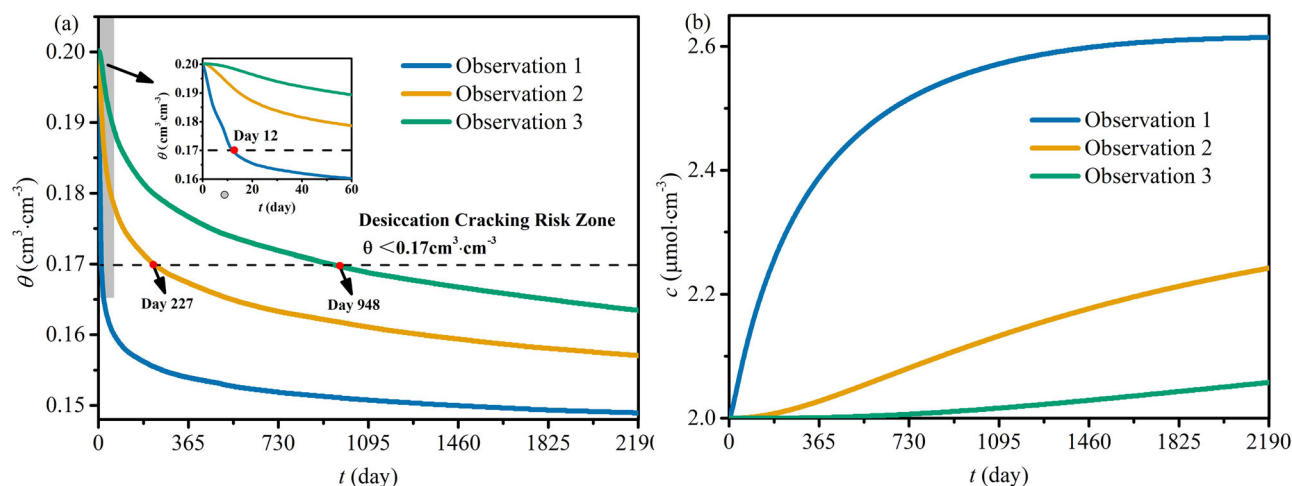 (a)
0.20
0.19
0.18
0.17
0.16
0.15
θ (cm³·cm⁻³)
0 365 730 1095 1460 1825 2190
t (day)
Observation 1
Observation 2
Observation 3
0.20
0.19
0.18
0.17
0.16
θ (cm³ cm⁻³)
Day 12
0 20 40 60
t (day)
Desiccation Cracking Risk Zone
θ <0.17cm³·cm⁻³
Day 227
Day 948
(b)
2.6
2.4
2.2
2.0
c (μmol·cm⁻³)
0 365 730 1095 1460 1825 2190
t (day)
Observation 1
Observation 2
Observation 3